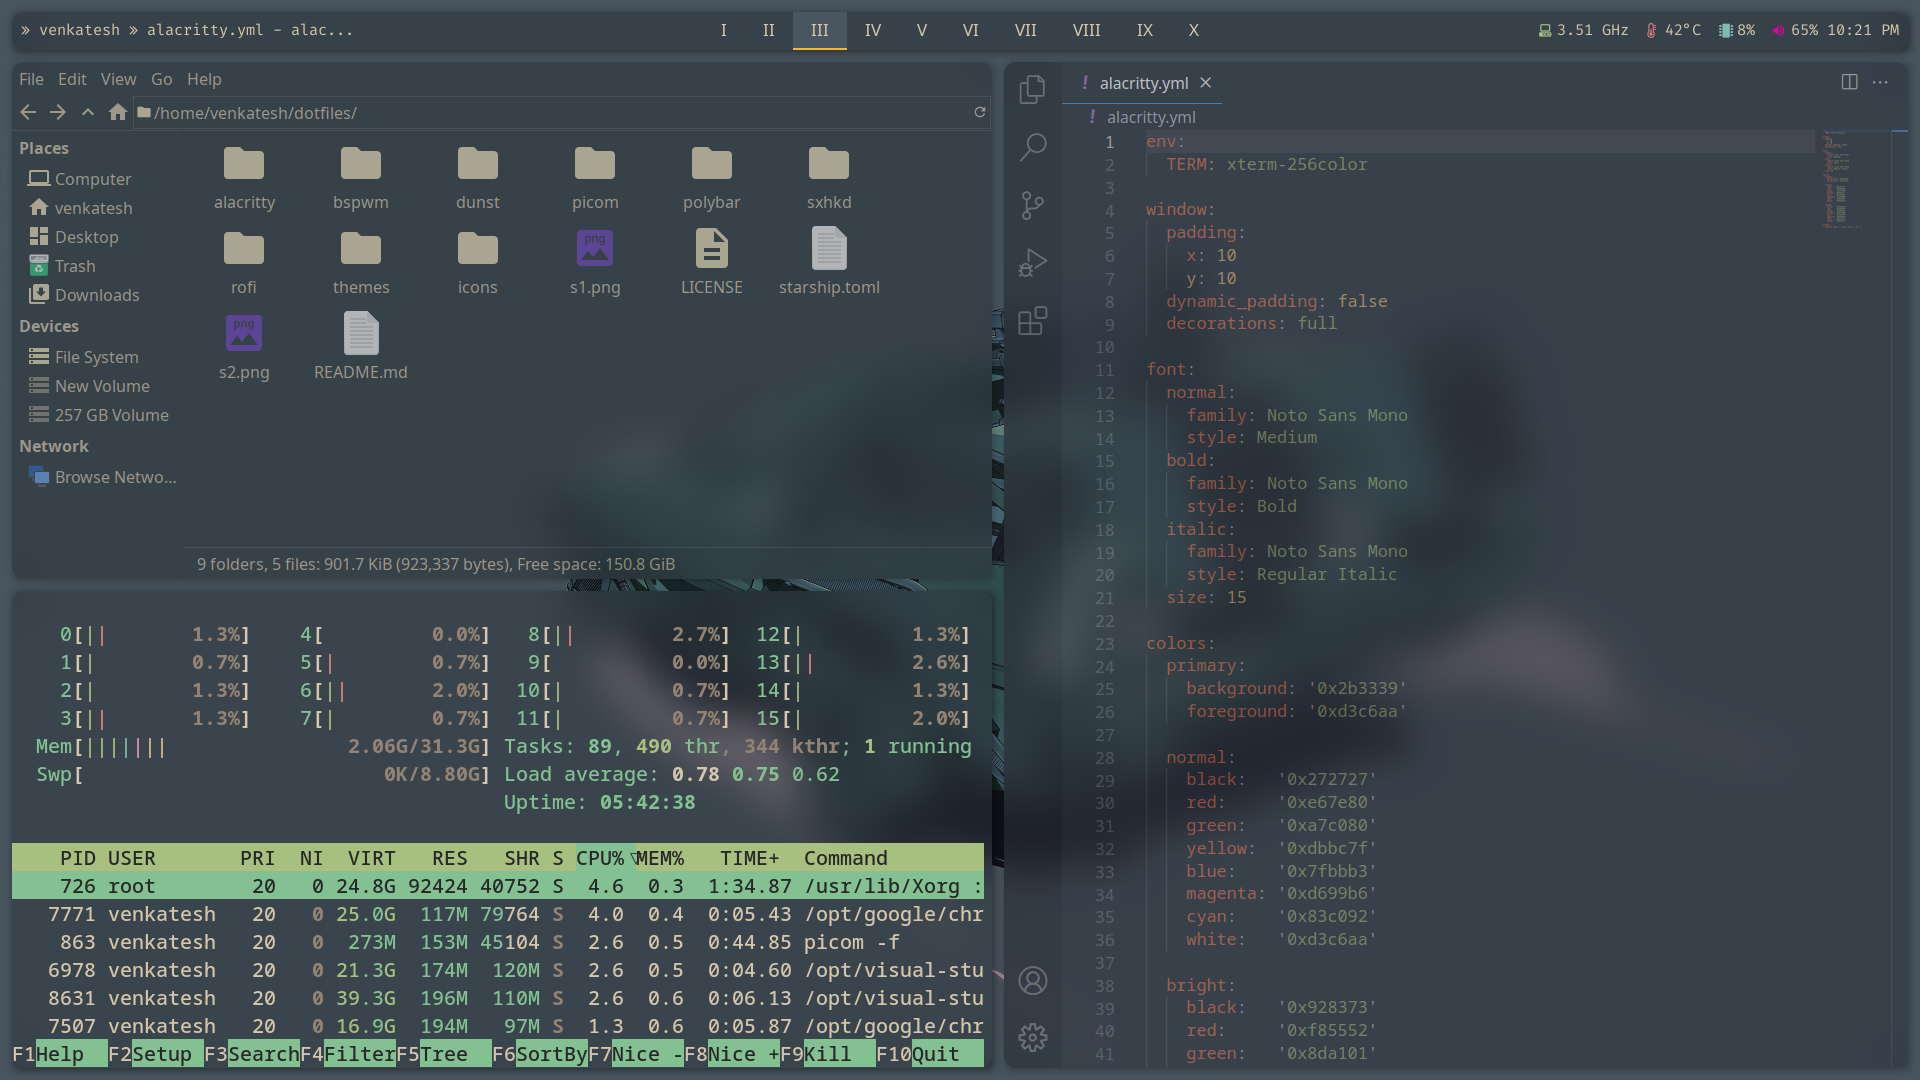 » venkatesh » alacritty.yml - alac...
I II III IV V VI VII VIII IX X
3.51 GHz 42°C 8% 65% 10:21 PM
File Edit View Go Help
/home/venkatesh/dotfiles/
Places
Computer
venkatesh
Desktop
Trash
Downloads
Devices
File System
New Volume
257 GB Volume
Network
Browse Netwo...
alacritty bspwm dunst picom polybar sxhkd
png
rofi themes icons s1.png LICENSE starship.toml
png
s2.png README.md
9 folders, 5 files: 901.7 KiB (923,337 bytes), Free space: 150.8 GiB
0[|| 1.3%] 4[ 0.0%] 8[|| 2.7%] 12[| 1.3%]
1[| 0.7%] 5[| 0.7%] 9[ 0.0%] 13[|| 2.6%]
2[| 1.3%] 6[|| 2.0%] 10[| 0.7%] 14[| 1.3%]
3[|| 1.3%] 7[| 0.7%] 11[| 0.7%] 15[| 2.0%]
Mem[||||||| 2.06G/31.3G] Tasks: 89, 490 thr, 344 kthr; 1 running
Swp[ 0K/8.80G] Load average: 0.78 0.75 0.62
Uptime: 05:42:38
PID USER PRI NI VIRT RES SHR S CPU%▽MEM% TIME+ Command
726 root 20 0 24.8G 92424 40752 S 4.6 0.3 1:34.87 /usr/lib/Xorg :
7771 venkatesh 20 0 25.0G 117M 79764 S 4.0 0.4 0:05.43 /opt/google/chr
863 venkatesh 20 0 273M 153M 45104 S 2.6 0.5 0:44.85 picom -f
6978 venkatesh 20 0 21.3G 174M 120M S 2.6 0.5 0:04.60 /opt/visual-stu
8631 venkatesh 20 0 39.3G 196M 110M S 2.6 0.6 0:06.13 /opt/visual-stu
7507 venkatesh 20 0 16.9G 194M 97M S 1.3 0.6 0:05.87 /opt/google/chr
F1Help F2Setup F3SearchF4FilterF5Tree F6SortByF7Nice -F8Nice +F9Kill F10Quit
! alacritty.yml ×
! alacritty.yml
1 env:
2 TERM: xterm-256color
3
4 window:
5 padding:
6 x: 10
7 y: 10
8 dynamic_padding: false
9 decorations: full
10
11 font:
12 normal:
13 family: Noto Sans Mono
14 style: Medium
15 bold:
16 family: Noto Sans Mono
17 style: Bold
18 italic:
19 family: Noto Sans Mono
20 style: Regular Italic
21 size: 15
22
23 colors:
24 primary:
25 background: '0x2b3339'
26 foreground: '0xd3c6aa'
27
28 normal:
29 black: '0x272727'
30 red: '0xe67e80'
31 green: '0xa7c080'
32 yellow: '0xdbbc7f'
33 blue: '0x7fbbb3'
34 magenta: '0xd699b6'
35 cyan: '0x83c092'
36 white: '0xd3c6aa'
37
38 bright:
39 black: '0x928373'
40 red: '0xf85552'
41 green: '0x8da101'